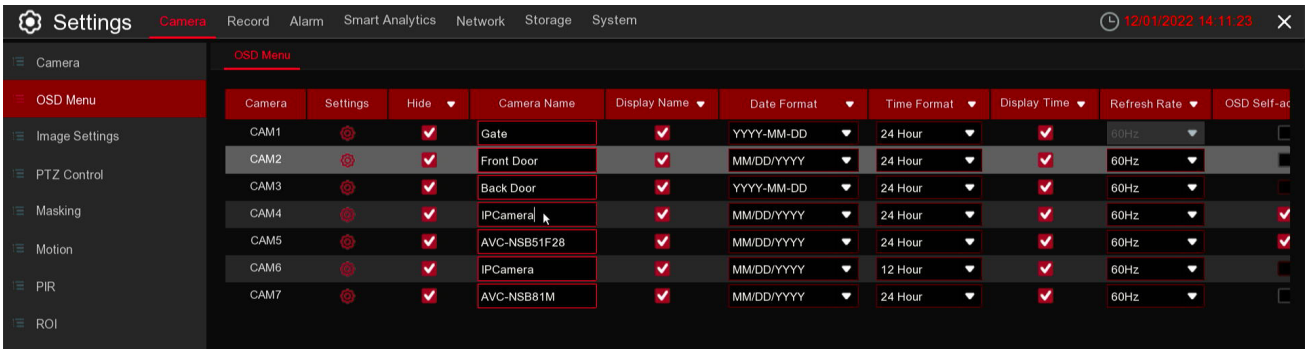 Settings Camera Record Alarm Smart Analytics Network Storage System 12/01/2022 14:11:23
Camera
OSD Menu
Image Settings
PTZ Control
Masking
Motion
PIR
ROI
OSD Menu
Camera Settings Hide Camera Name Display Name Date Format Time Format Display Time Refresh Rate OSD
CAM1 Gate YYYY-MM-DD 24 Hour 60Hz
CAM2 Front Door MM/DD/YYYY 24 Hour 60Hz
CAM3 Back Door YYYY-MM-DD 24 Hour 60Hz
CAM4 IPCamera MM/DD/YYYY 24 Hour 60Hz
CAM5 AVC-NSB51F28 MM/DD/YYYY 24 Hour 60Hz
CAM6 IPCamera MM/DD/YYYY 12 Hour 60Hz
CAM7 AVC-NSB81M MM/DD/YYYY 24 Hour 60Hz